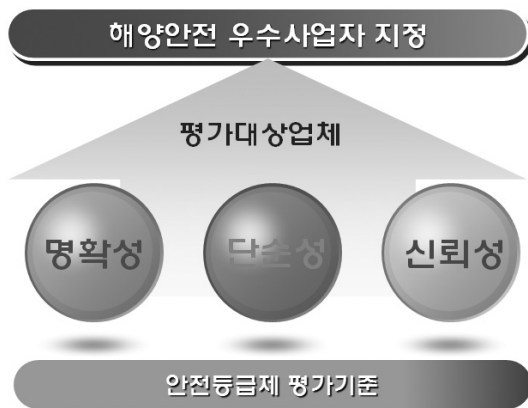 해양안전 우수사업자 지정
평가대상업체
명확성
단순성
신뢰성
안전등급제 평가기준